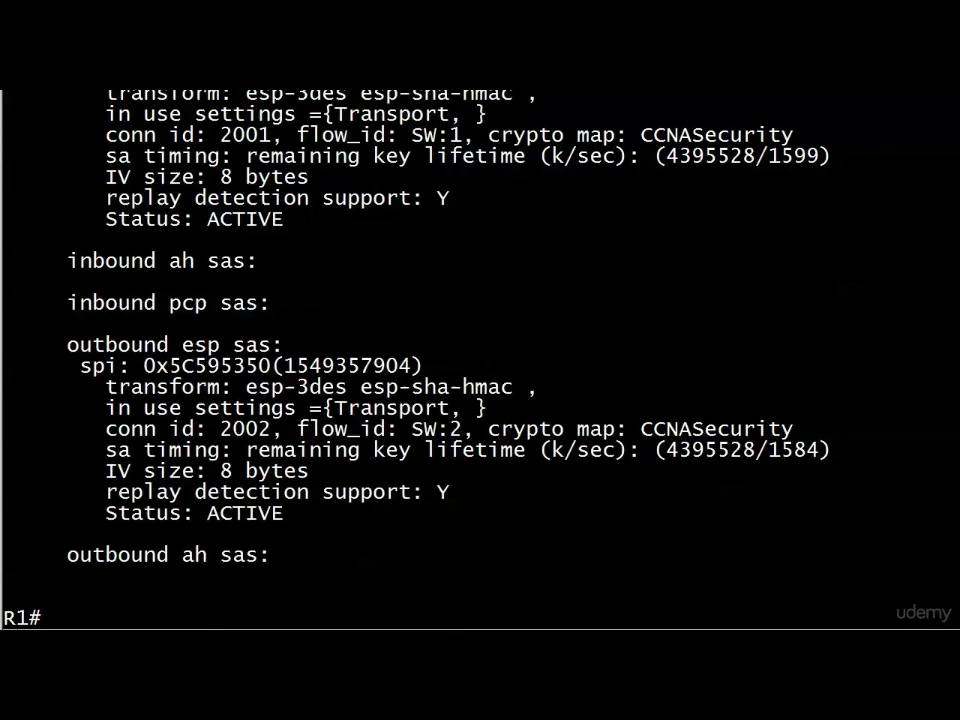 transform: esp-3des esp-sha-hmac ,
in use settings ={Transport, }
conn id: 2001, flow_id: SW:1, crypto map: CCNASecurity
sa timing: remaining key lifetime (k/sec): (4395528/1599)
IV size: 8 bytes
replay detection support: Y
Status: ACTIVE
inbound ah sas:
inbound pcp sas:
outbound esp sas:
spi: 0x5C595350(1549357904)
transform: esp-3des esp-sha-hmac ,
in use settings ={Transport, }
conn id: 2002, flow_id: SW:2, crypto map: CCNASecurity
sa timing: remaining key lifetime (k/sec): (4395528/1584)
IV size: 8 bytes
replay detection support: Y
Status: ACTIVE
outbound ah sas:
R1#
udemy